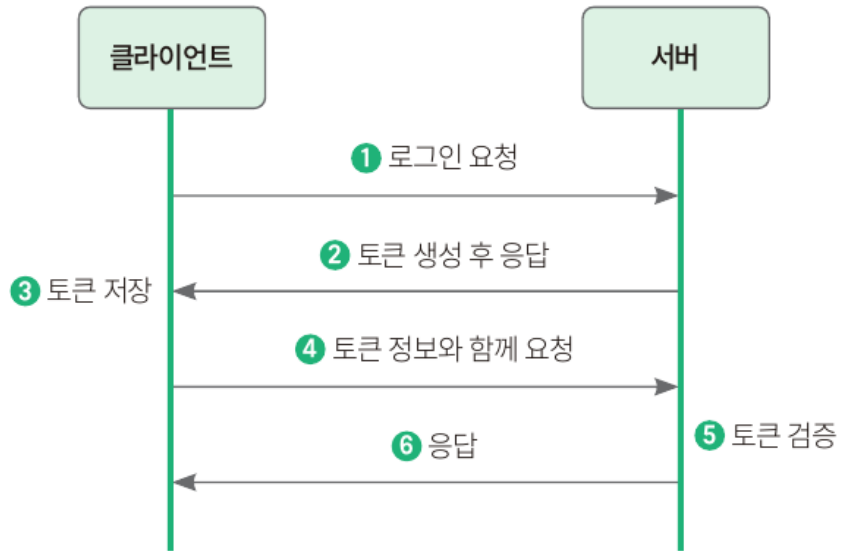 클라이언트
서버
1 로그인 요청
2 토큰 생성 후 응답
3 토큰 저장
4 토큰 정보와 함께 요청
5 토큰 검증
6 응답